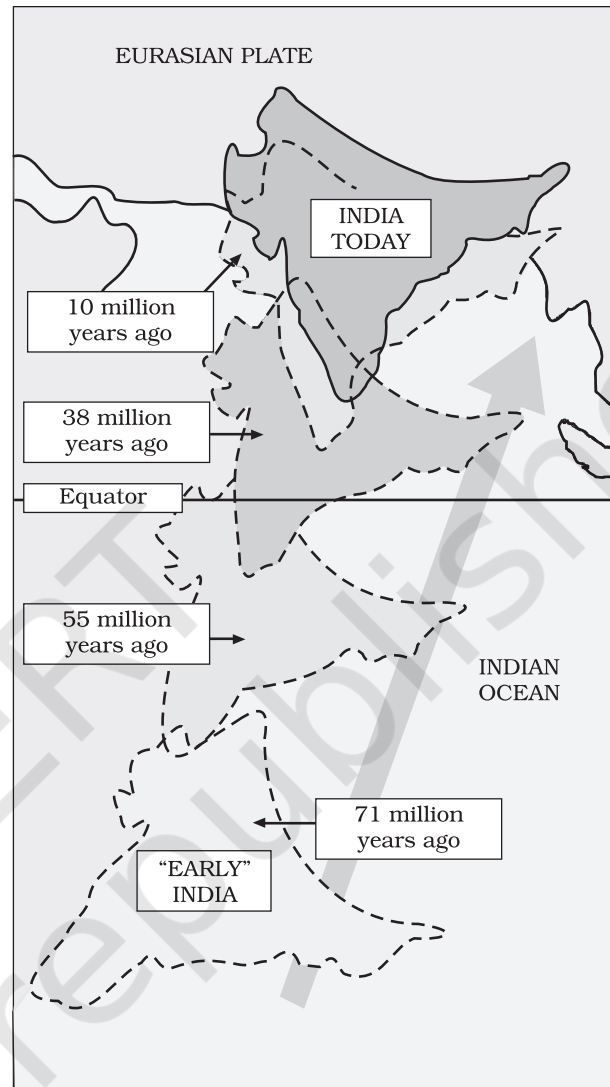 EURASIAN PLATE
INDIA
TODAY
10 million
years ago
38 million
years ago
Equator
55 million
years ago
INDIAN
OCEAN
71 million
years ago
“EARLY”
INDIA